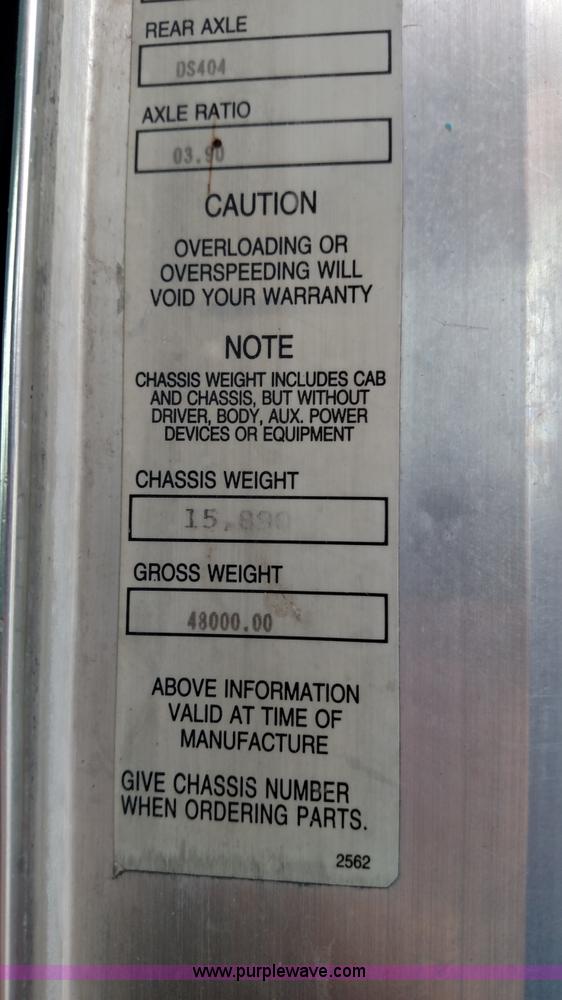 REAR AXLE
DS404
AXLE RATIO
03.90
CAUTION
OVERLOADING OR
OVERSPEEDING WILL
VOID YOUR WARRANTY
NOTE
CHASSIS WEIGHT INCLUDES CAB
AND CHASSIS, BUT WITHOUT
DRIVER, BODY, AUX. POWER
DEVICES OR EQUIPMENT
CHASSIS WEIGHT
GROSS WEIGHT
48000.00
ABOVE INFORMATION
VALID AT TIME OF
MANUFACTURE
GIVE CHASSIS NUMBER
WHEN ORDERING PARTS.
2562
www.purplewave.com